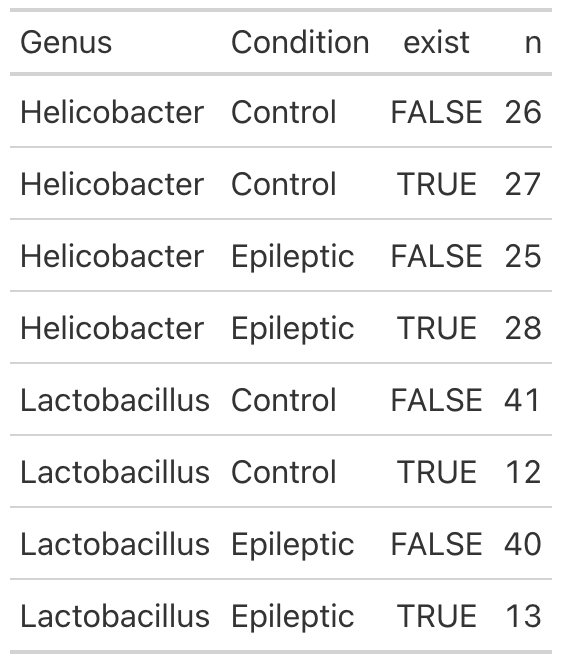 Genus Condition exist n
Helicobacter Control FALSE 26
Helicobacter Control TRUE 27
Helicobacter Epileptic FALSE 25
Helicobacter Epileptic TRUE 28
Lactobacillus Control FALSE 41
Lactobacillus Control TRUE 12
Lactobacillus Epileptic FALSE 40
Lactobacillus Epileptic TRUE 13